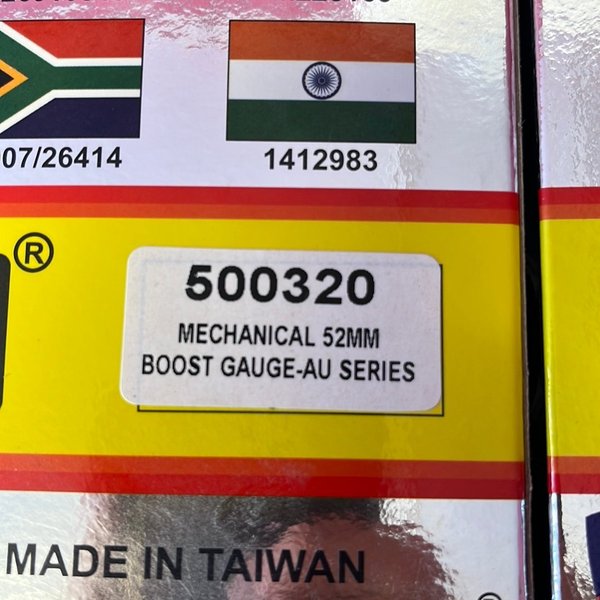 07/26414
1412983
®
500320
MECHANICAL 52MM
BOOST GAUGE-AU SERIES
MADE IN TAIWAN